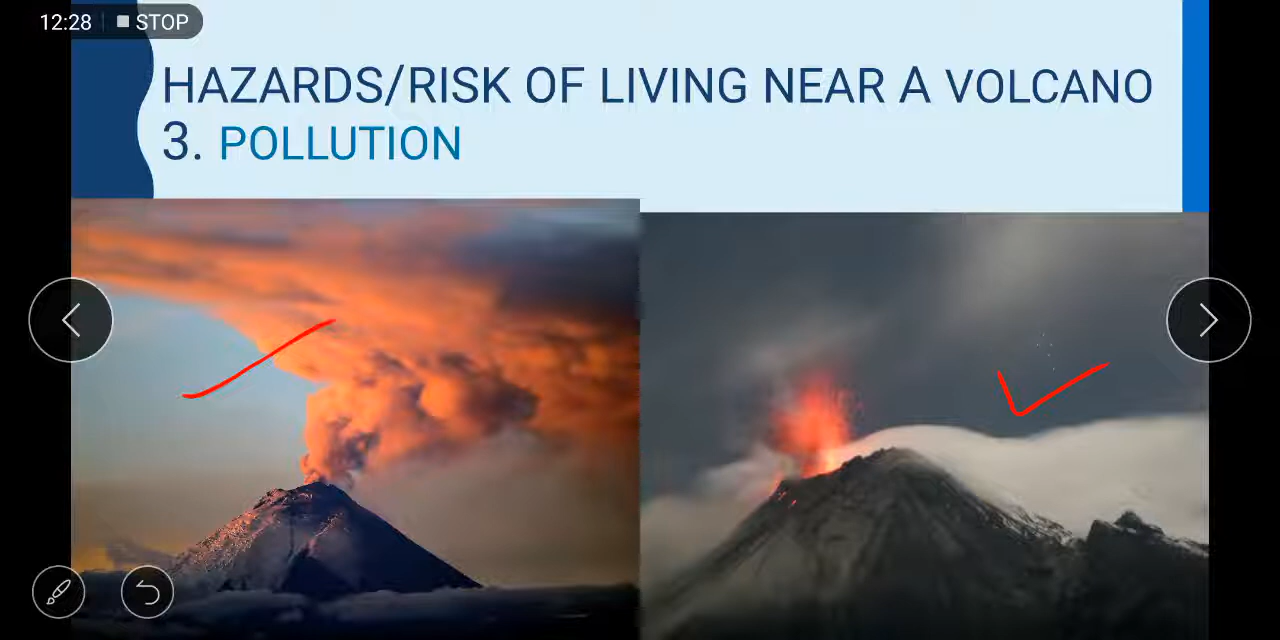 12:28 STOP
HAZARDS/RISK OF LIVING NEAR A VOLCANO
3. POLLUTION